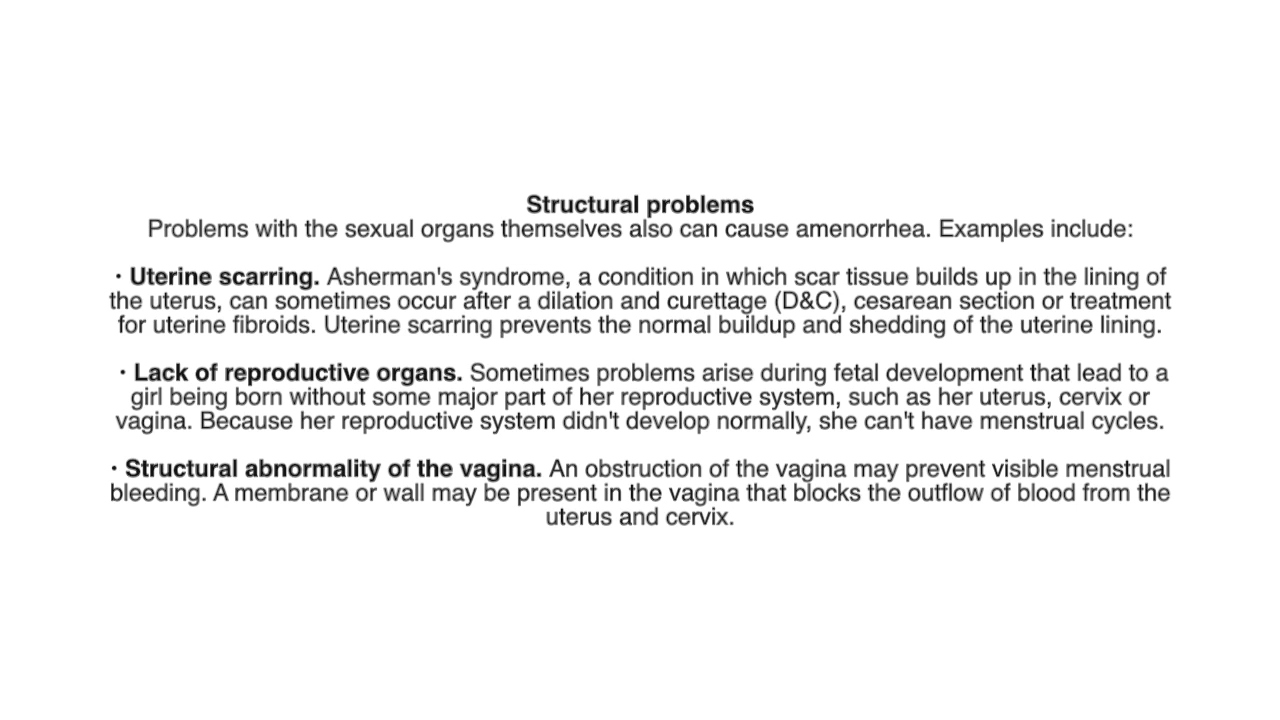 Structural problems
Problems with the sexual organs themselves also can cause amenorrhea. Examples include:
· Uterine scarring. Asherman's syndrome, a condition in which scar tissue builds up in the lining of
the uterus, can sometimes occur after a dilation and curettage (D&C), cesarean section or treatment
for uterine fibroids. Uterine scarring prevents the normal buildup and shedding of the uterine lining.
· Lack of reproductive organs. Sometimes problems arise during fetal development that lead to a
girl being born without some major part of her reproductive system, such as her uterus, cervix or
vagina. Because her reproductive system didn't develop normally, she can't have menstrual cycles.
· Structural abnormality of the vagina. An obstruction of the vagina may prevent visible menstrual
bleeding. A membrane or wall may be present in the vagina that blocks the outflow of blood from the
uterus and cervix.